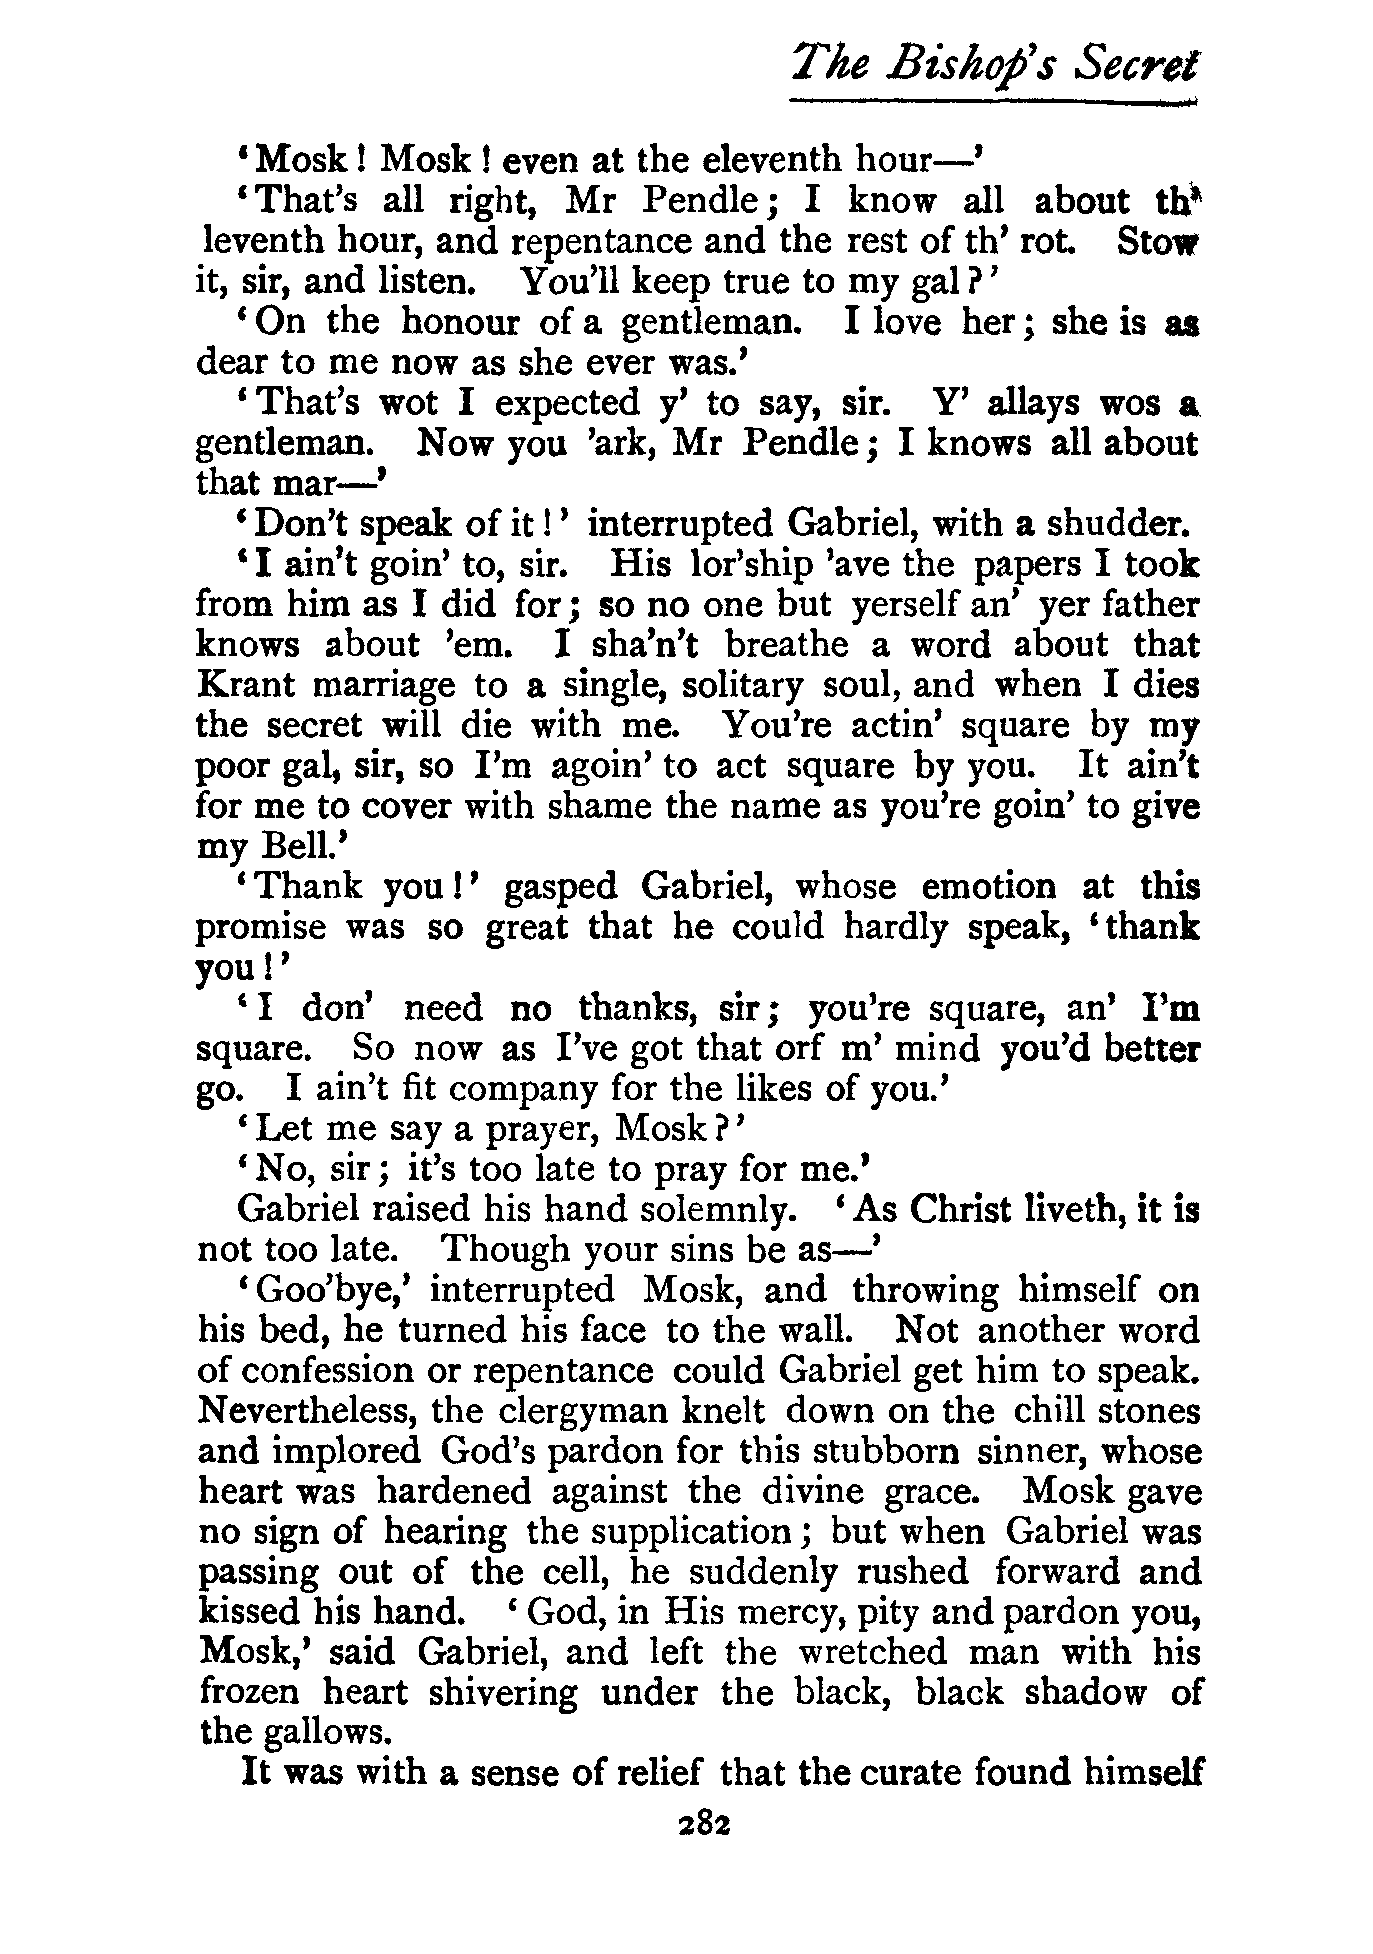 The Bishop's Secret
‘Mosk! Mosk! even at the eleventh hour—’
‘That's all right, Mr Pendle; I know all about th'
leventh hour, and repentance and the rest of th' rot. Stow
it, sir, and listen. You'll keep true to my gal?’
‘On the honour of a gentleman. I love her; she is as
dear to me now as she ever was.’
‘That's wot I expected y' to say, sir. Y' allays wos a
gentleman. Now you 'ark, Mr Pendle; I knows all about
that mar—’
‘Don't speak of it!’ interrupted Gabriel, with a shudder.
‘I ain't goin' to, sir. His lor'ship 'ave the papers I took
from him as I did for; so no one but yerself an' yer father
knows about 'em. I sha'n't breathe a word about that
Krant marriage to a single, solitary soul, and when I dies
the secret will die with me. You're actin' square by my
poor gal, sir, so I'm agoin' to act square by you. It ain't
for me to cover with shame the name as you're goin' to give
my Bell.’
‘Thank you!’ gasped Gabriel, whose emotion at this
promise was so great that he could hardly speak, ‘thank
you!’
‘I don' need no thanks, sir; you're square, an' I'm
square. So now as I've got that orf m' mind you'd better
go. I ain't fit company for the likes of you.’
‘Let me say a prayer, Mosk?’
‘No, sir; it's too late to pray for me.’
Gabriel raised his hand solemnly. ‘As Christ liveth, it is
not too late. Though your sins be as—’
‘Goo'bye,’ interrupted Mosk, and throwing himself on
his bed, he turned his face to the wall. Not another word
of confession or repentance could Gabriel get him to speak.
Nevertheless, the clergyman knelt down on the chill stones
and implored God's pardon for this stubborn sinner, whose
heart was hardened against the divine grace. Mosk gave
no sign of hearing the supplication; but when Gabriel was
passing out of the cell, he suddenly rushed forward and
kissed his hand. ‘God, in His mercy, pity and pardon you,
Mosk,’ said Gabriel, and left the wretched man with his
frozen heart shivering under the black, black shadow of
the gallows.
It was with a sense of relief that the curate found himself
282